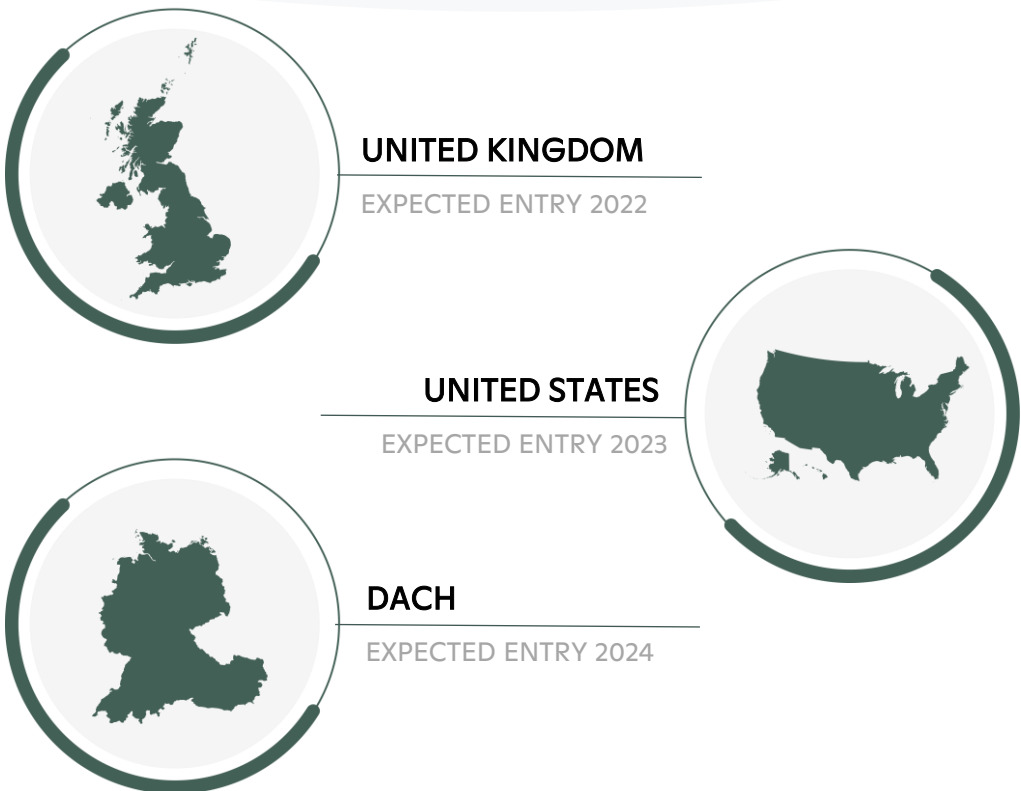 UNITED KINGDOM
EXPECTED ENTRY 2022
UNITED STATES
EXPECTED ENTRY 2023
DACH
EXPECTED ENTRY 2024